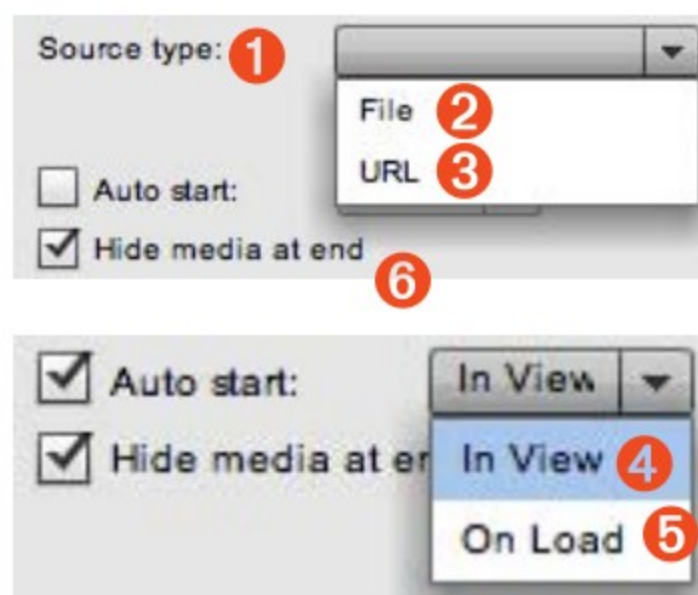 Source type: 1
File 2
URL 3
Auto start:
Hide media at end
6
Auto start: In View
Hide media at er In View 4
On Load 5